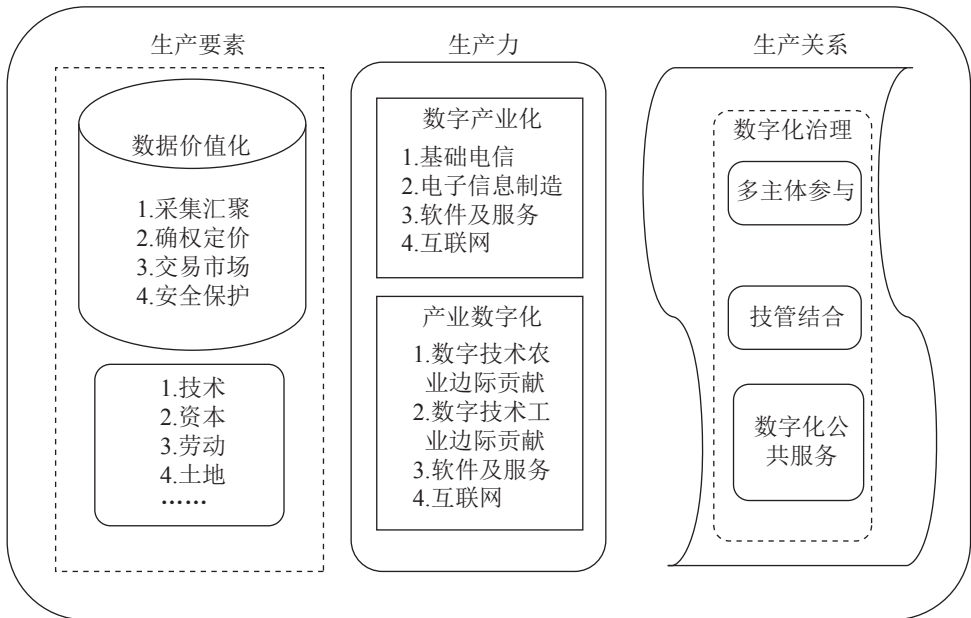 生产要素
数据价值化
1.采集汇聚
2.确权定价
3.交易市场
4.安全保护
1.技术
2.资本
3.劳动
4.土地
……
生产力
数字产业化
1.基础电信
2.电子信息制造
3.软件及服务
4.互联网
产业数字化
1.数字技术农
业边际贡献
2.数字技术工
业边际贡献
3.软件及服务
4.互联网
生产关系
数字化治理
多主体参与
技管结合
数字化公
共服务